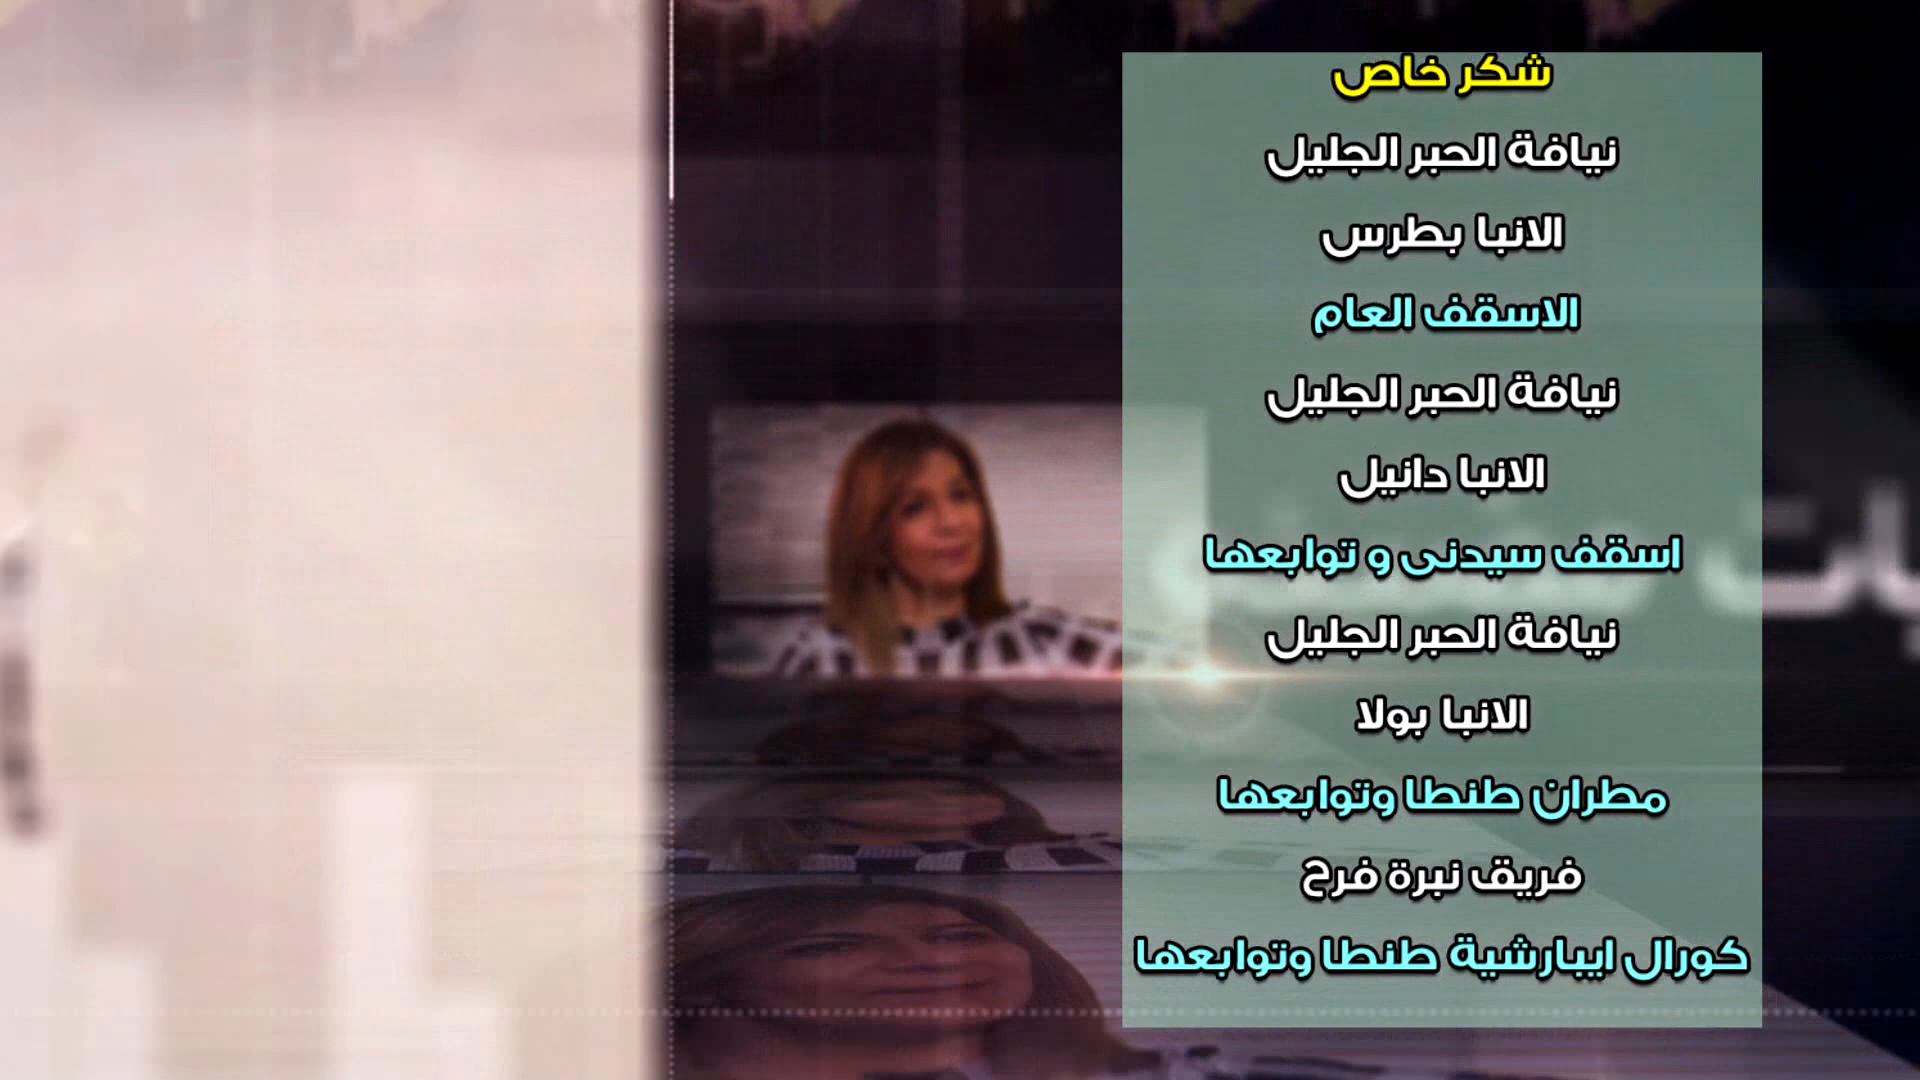 شكر خاص
نيافة الحبر الجليل
الانبا بطرس
الاسقف العام
نيافة الحبر الجليل
الانبا دانيل
اسقف سيدنى و توابعها
نيافة الحبر الجليل
الانبا بولا
مطران طنطا وتوابعها
فريق نبرة فرح
كورال ايبارشية طنطا وتوابعها